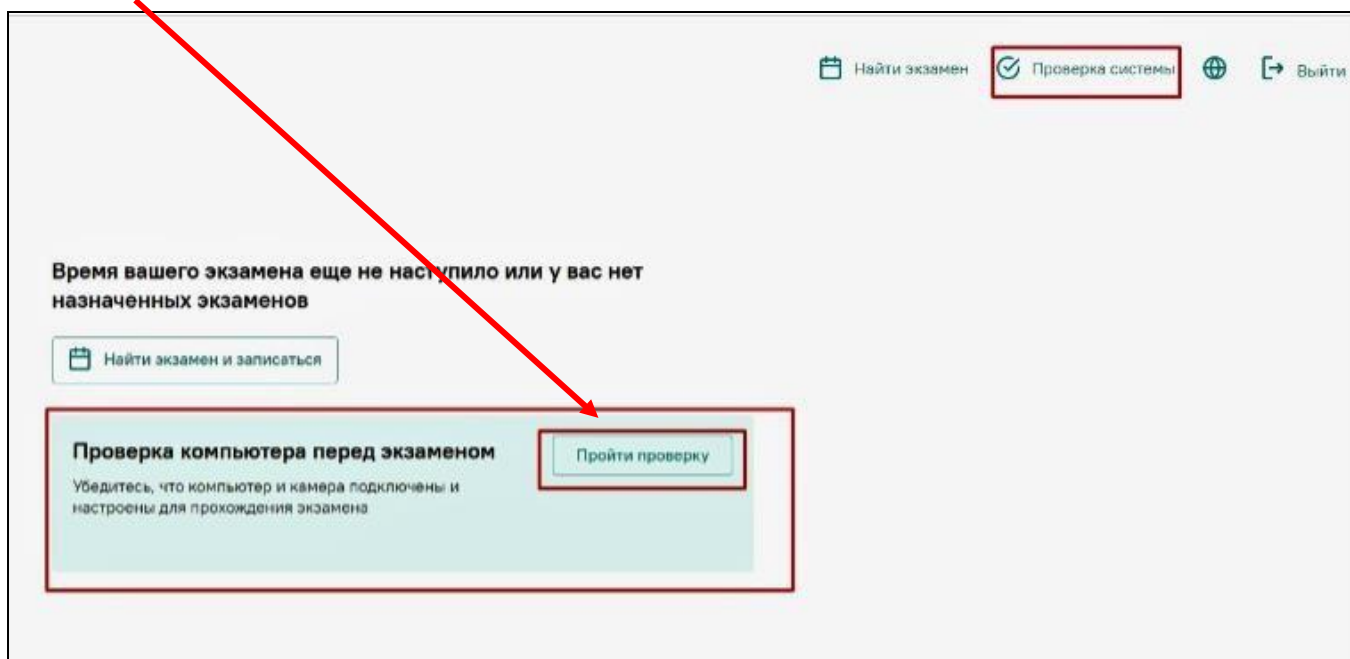 Найти экзамен
Проверка системы
Выйти
Время вашего экзамена еще не наступило или у вас нет
назначенных экзаменов
Найти экзамен и записаться
Проверка компьютера перед экзаменом
Пройти проверку
Убедитесь, что компьютер и камера подключены и
настроены для прохождения экзамена